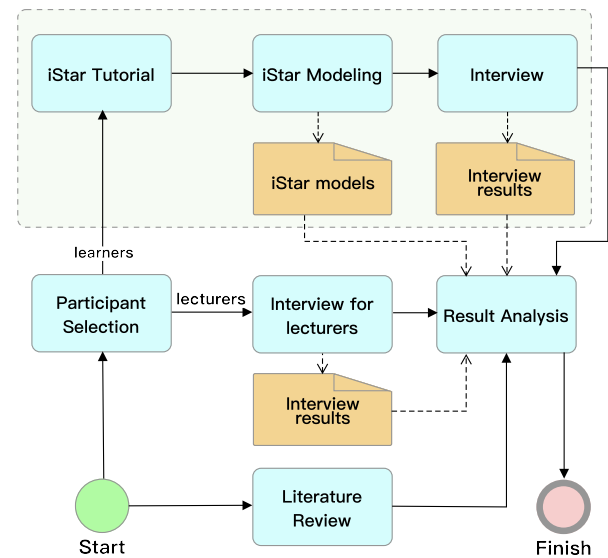 iStar Tutorial
iStar Modeling
Interview
iStar models
Interview
results
learners
Participant
Selection
lecturers
Interview for
lecturers
Result Analysis
Interview
results
Literature
Review
Start
Finish